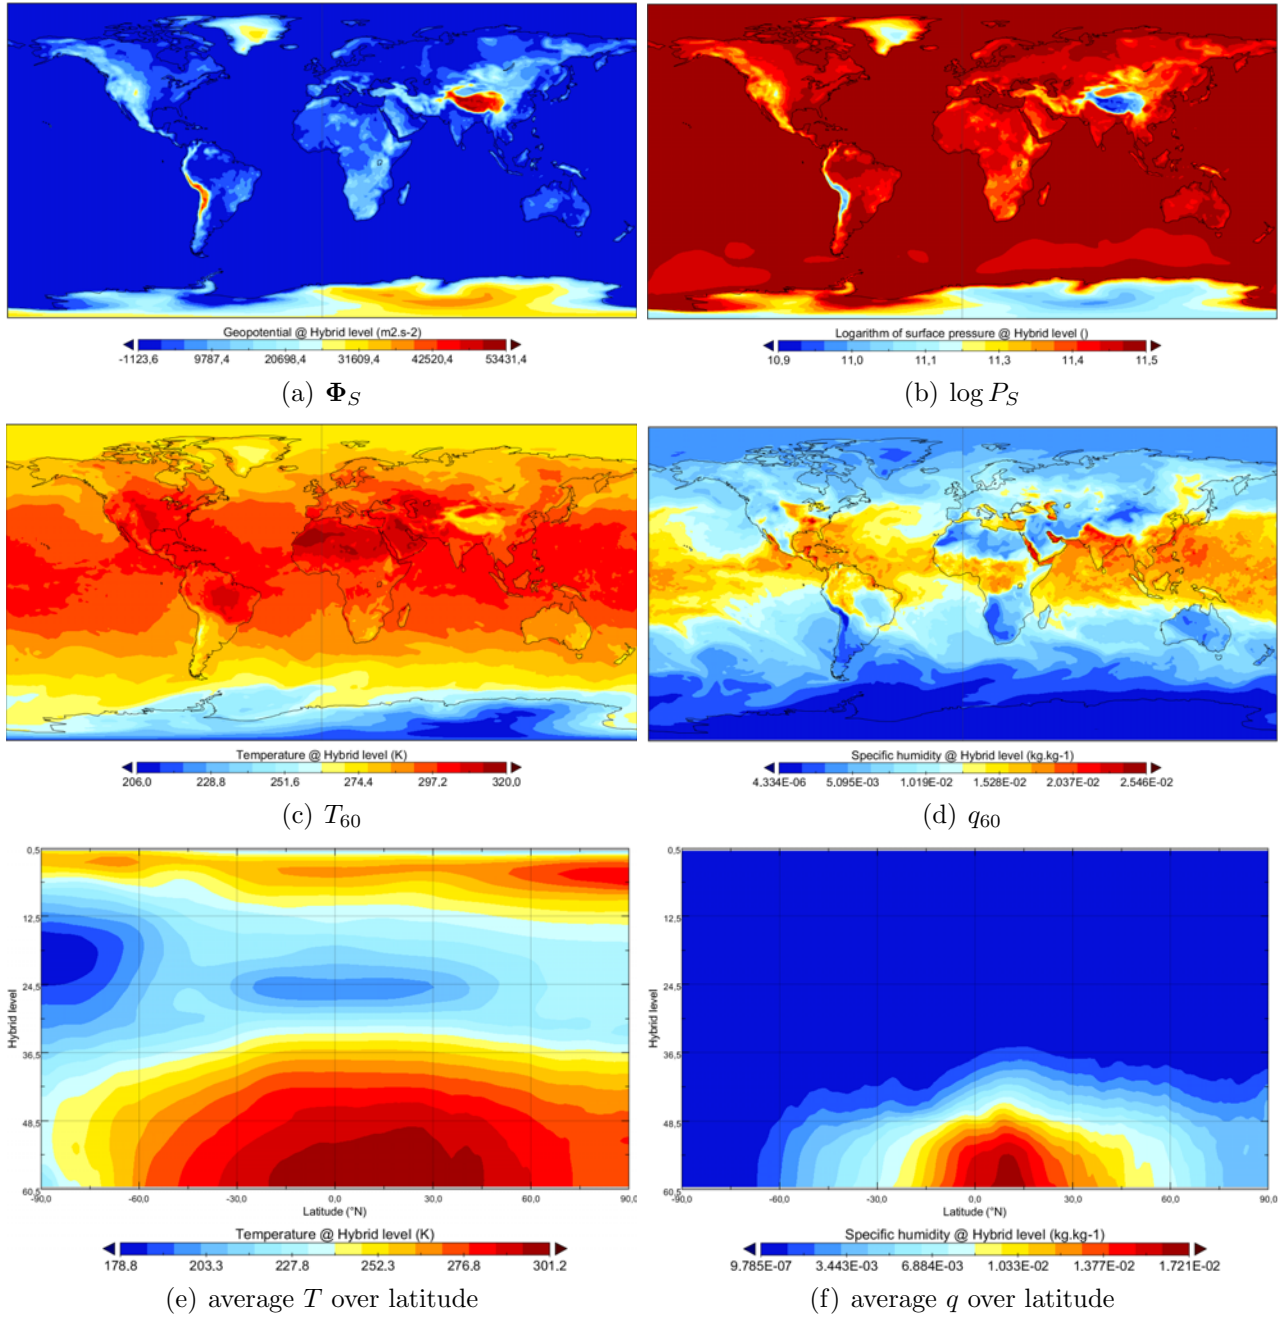 Geopotential @ Hybrid level (m2.s-2)
-1123,6 9787,4 20698,4 31609,4 42520,4 53431,4
(a) Φ_S
Logarithm of surface pressure @ Hybrid level ()
10,9 11,0 11,1 11,3 11,4 11,5
(b) log P_S
Temperature @ Hybrid level (K)
206.0 228.8 251.6 274.4 297.2 320.0
(c) T_60
Specific humidity @ Hybrid level (kg.kg-1)
4.334E-06 5.095E-03 1.019E-02 1.528E-02 2.037E-02 2.546E-02
(d) q_60
0,5
12,5
24,5
36,5
48,5
60,5
Hybrid level
-90,0 -60,0 -30,0 0,0 30,0 60,0 90,0
Latitude (°N)
Temperature @ Hybrid level (K)
178.8 203.3 227.8 252.3 276.8 301.2
(e) average T over latitude
0,5
12,5
24,5
36,5
48,5
60,5
Hybrid level
-90,0 -60,0 -30,0 0,0 30,0 60,0 90,0
Latitude (°N)
Specific humidity @ Hybrid level (kg.kg-1)
9.785E-07 3.443E-03 6.884E-03 1.033E-02 1.377E-02 1.721E-02
(f) average q over latitude